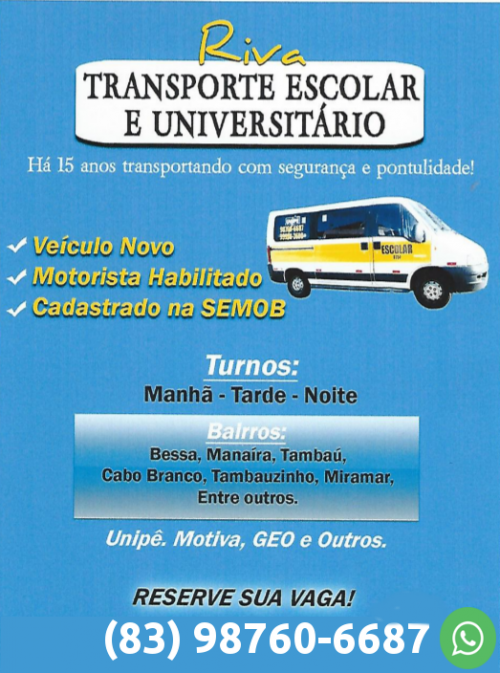 Riva
TRANSPORTE ESCOLAR
E UNIVERSITÁRIO
Há 15 anos transportando com segurança e pontulidade!
ESCOLAR
Veículo Novo
Motorista Habilitado
Cadastrado na SEMOB
Turnos:
Manhã - Tarde - Noite
Bairros:
Bessa, Manaíra, Tambaú,
Cabo Branco, Tambauzinho, Miramar,
Entre outros.
Unipê. Motiva, GEO e Outros.
RESERVE SUA VAGA!
(83) 98760-6687